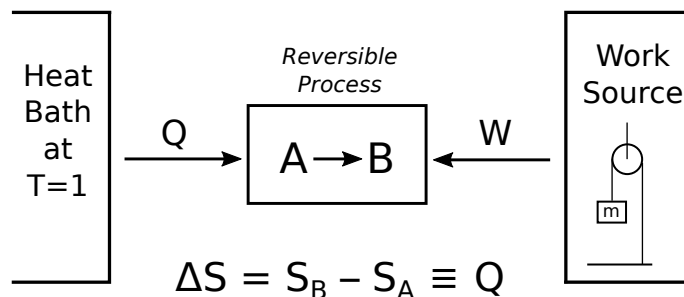 Heat
Bath
at
T=1
Q
Reversible
Process
A → B
W
Work
Source
m
ΔS = S_B – S_A ≡ Q